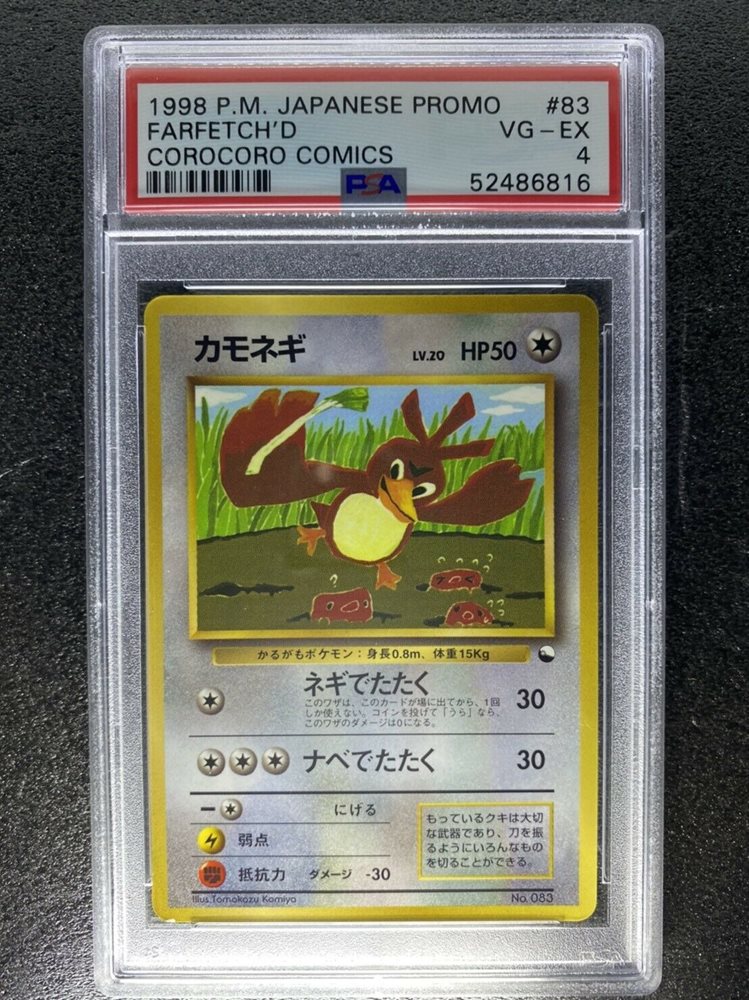 1998 P.M. JAPANESE PROMO #83
FARFETCH'D VG-EX
COROCORO COMICS 4
PSA 52486816
カモネギ LV.20 HP50
?
かるがもポケモン：身長0.8m、体重15Kg
ネギでたたく 30
このワザは、このカードが場に出てから、1回
しか使えない。コインを投げて「うら」なら、
このワザのダメージは0になる。
ナベでたたく 30
にげる
弱点
抵抗力 ダメージ -30
もっているクキは大切
な武器であり、刀を振
るようにいろんなもの
を切ることができる。
Illus.Tomokazu Komiya No. 083